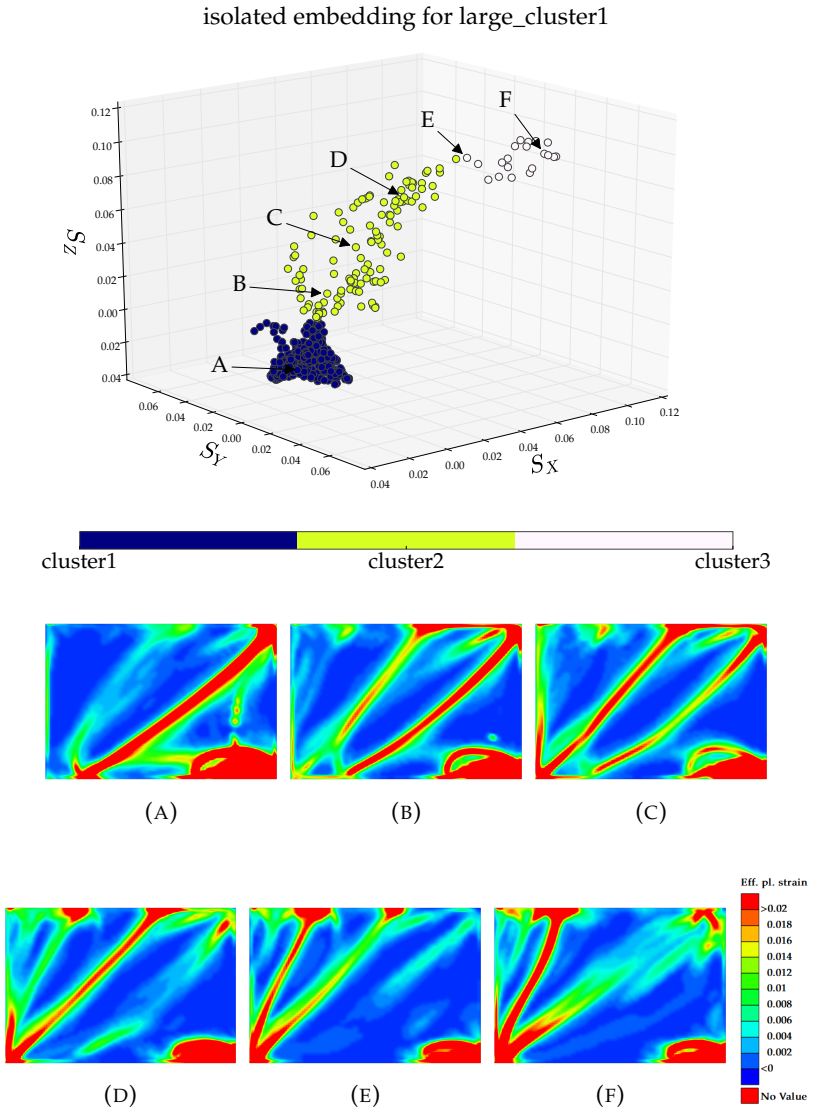 isolated embedding for large_cluster1
0.12
0.10
0.08
0.06
0.04
0.02
0.00
0.02
0.04
S_Z
F
E
D
C
B
A
0.06
0.04
0.02
0.00
0.02
0.04
0.06
S_Y
0.04
0.02
0.00
0.02
0.04
0.06
0.08
0.10
0.12
S_X
cluster1 cluster2 cluster3
(A) (B) (C)
Eff. pl. strain
>0.02
0.018
0.016
0.014
0.012
0.01
0.008
0.006
0.004
0.002
<0
No Value
(D) (E) (F)